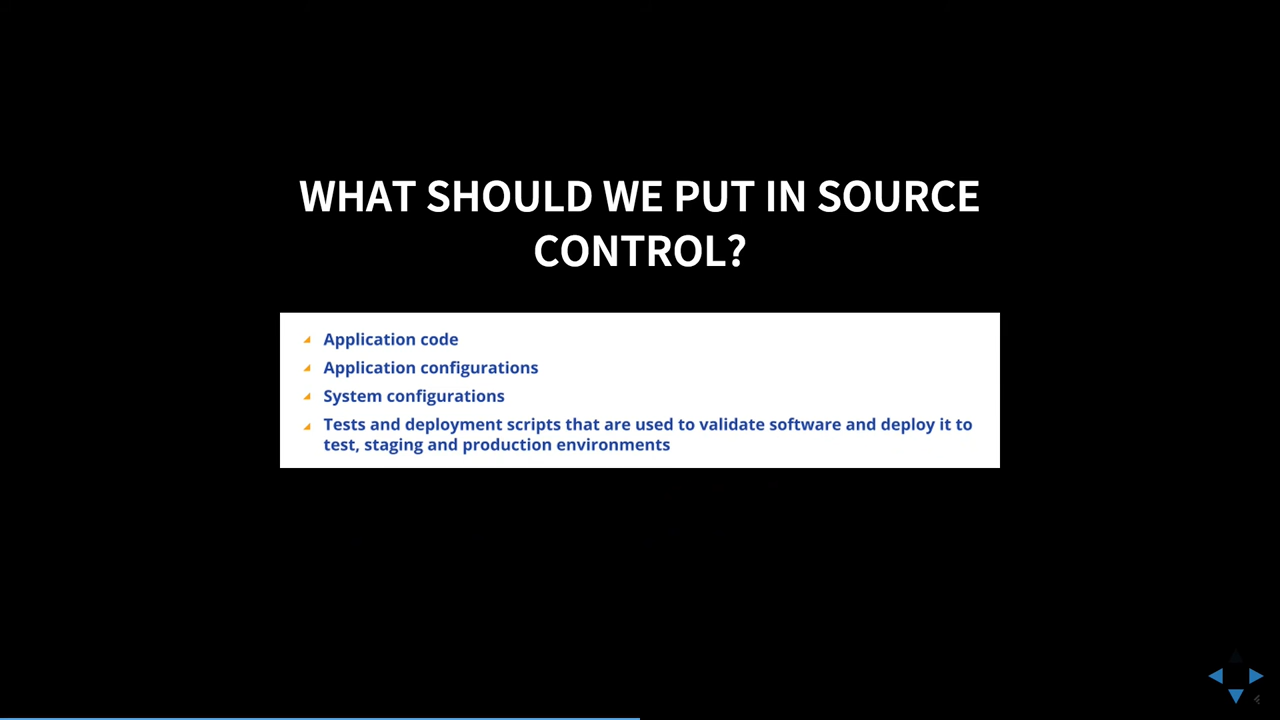 WHAT SHOULD WE PUT IN SOURCE
CONTROL?
Application code
Application configurations
System configurations
Tests and deployment scripts that are used to validate software and deploy it to
test, staging and production environments